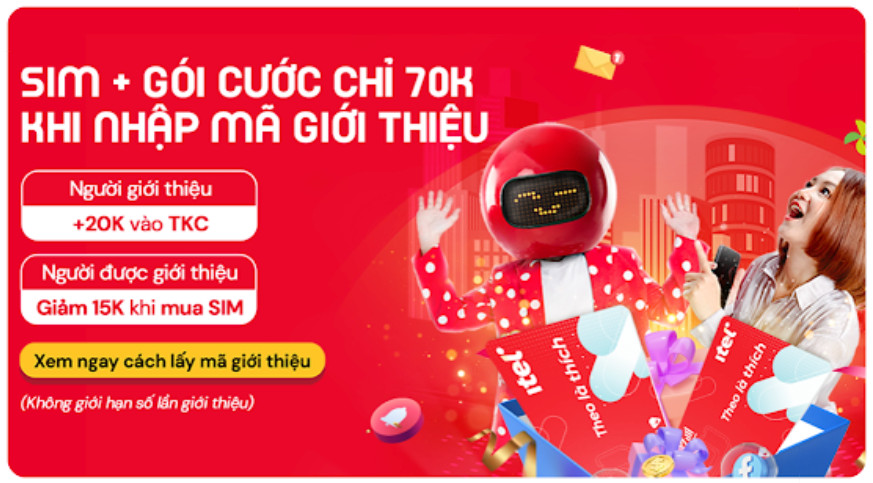 SIM + GÓI CƯỚC CHỈ 70K
KHI NHẬP MÃ GIỚI THIỆU
Người giới thiệu
+20K vào TKC
Người được giới thiệu
Giảm 15K khi mua SIM
Xem ngay cách lấy mã giới thiệu
(Không giới hạn số lần giới thiệu)
1
itel
Theo là thích
itel
Theo là thích